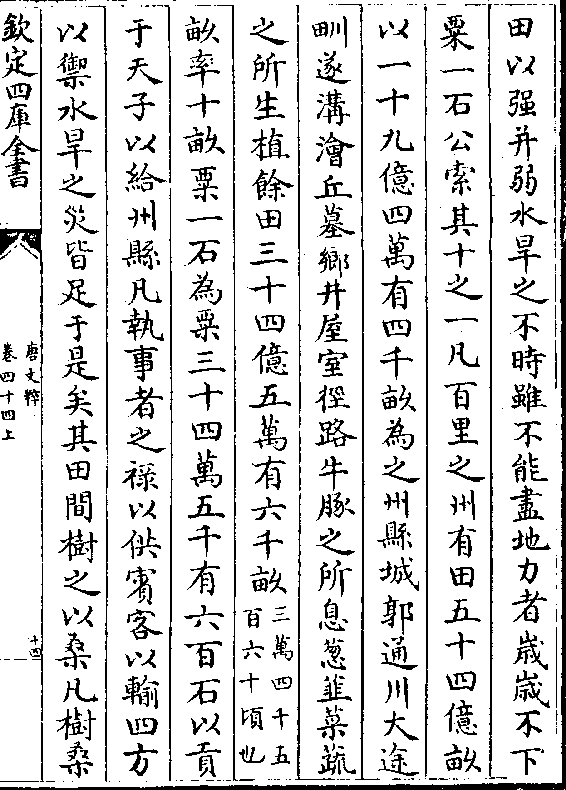 田以强并弱水旱之不時雖不能盡地力者嵗嵗不下
粟一石公索其十之一凡百里之州有田五十四億畝
以一十九億四萬有四千畝為之州縣城郭通川大途
甽遂溝澮丘墓鄉井屋室徑路牛豚之所息葱韮菜蔬
之所生植餘田三十四億五萬有六千畝三萬四千五
百六十頃也
畝率十畝粟一石為粟三十四萬五千有六百石以貢
于天子以給州縣凡執事者之禄以供賓客以輸四方
以禦水旱之災皆足于是矣其田間樹之以桑凡樹桑
欽定四庫全書
唐文粹
卷四十四上
十四